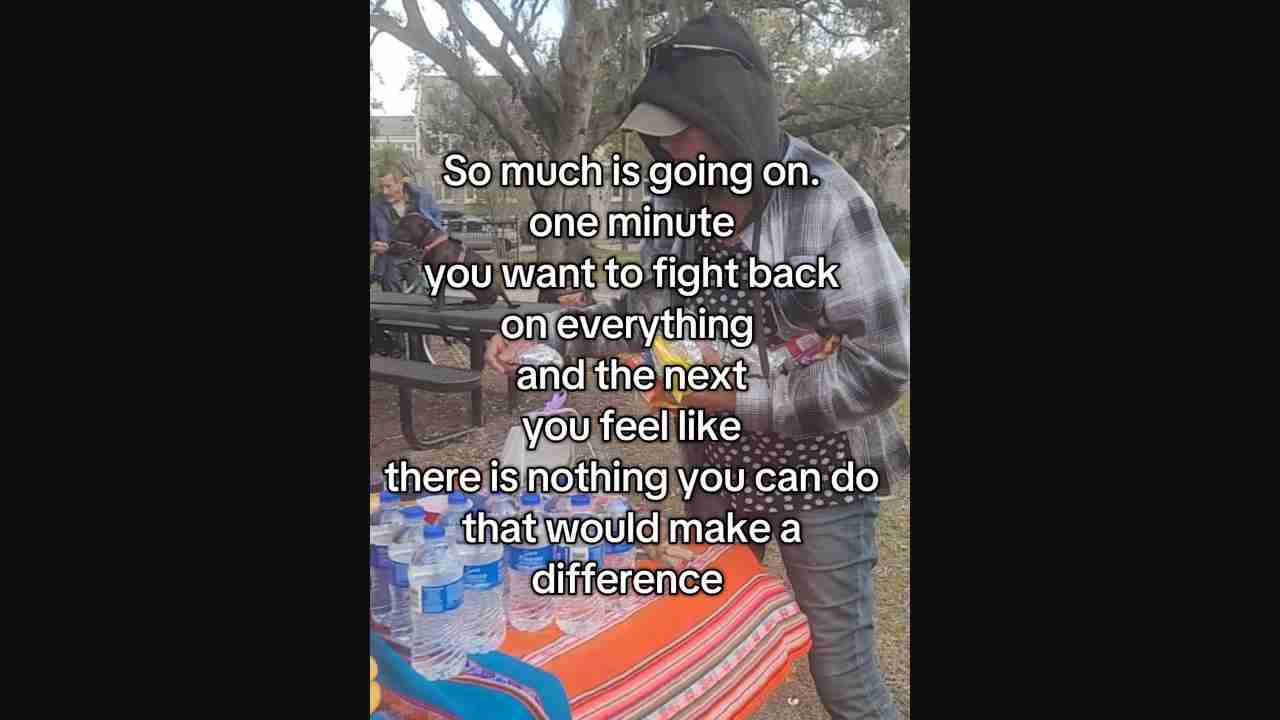 So much is going on.
one minute
you want to fight back
on everything
and the next
you feel like
there is nothing you can do
that would make a
difference